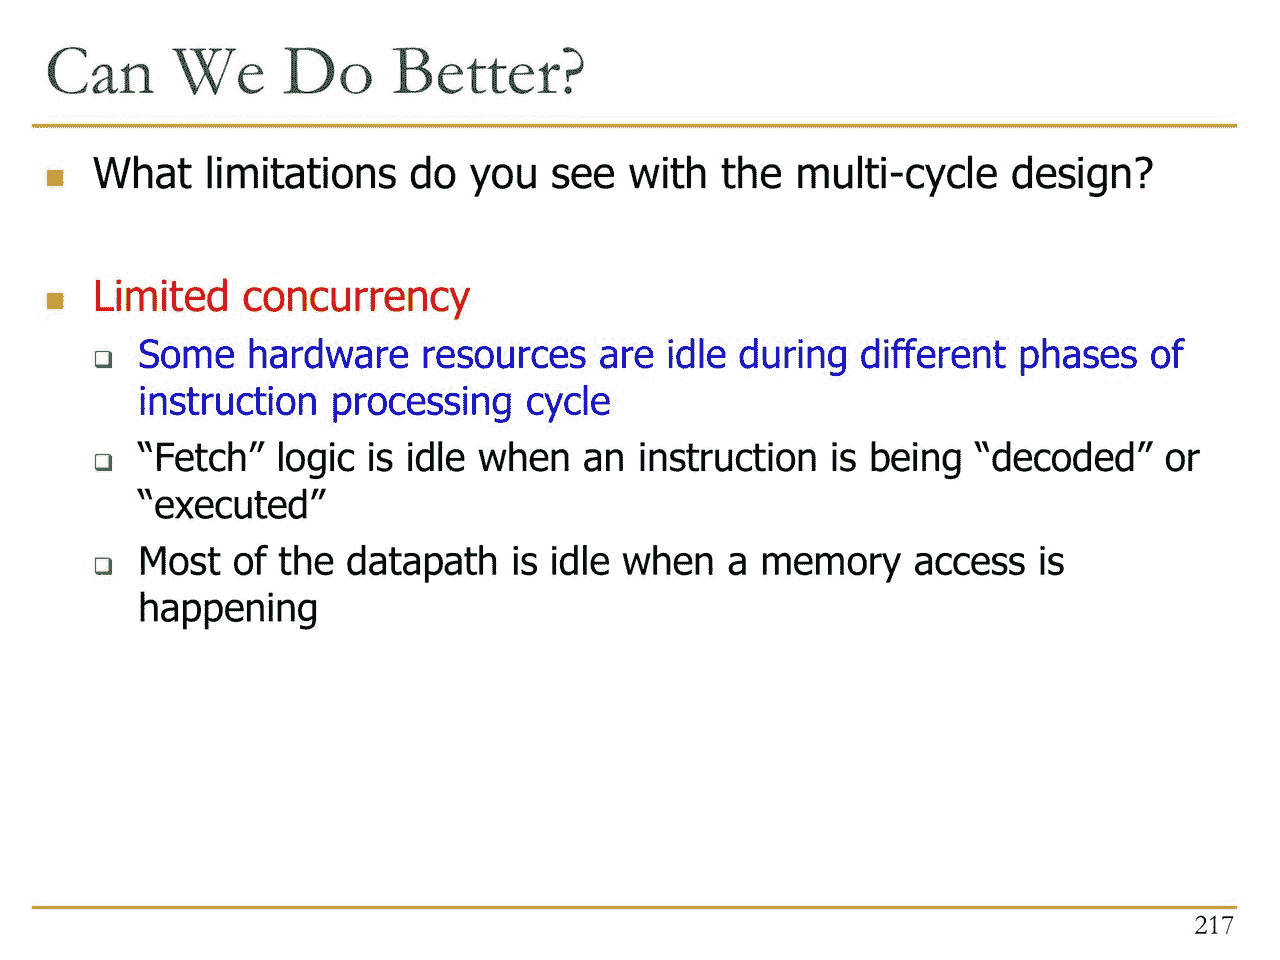 Can We Do Better?
What limitations do you see with the multi-cycle design?
Limited concurrency
Some hardware resources are idle during different phases of
instruction processing cycle
“Fetch” logic is idle when an instruction is being “decoded” or
“executed”
Most of the datapath is idle when a memory access is
happening
217